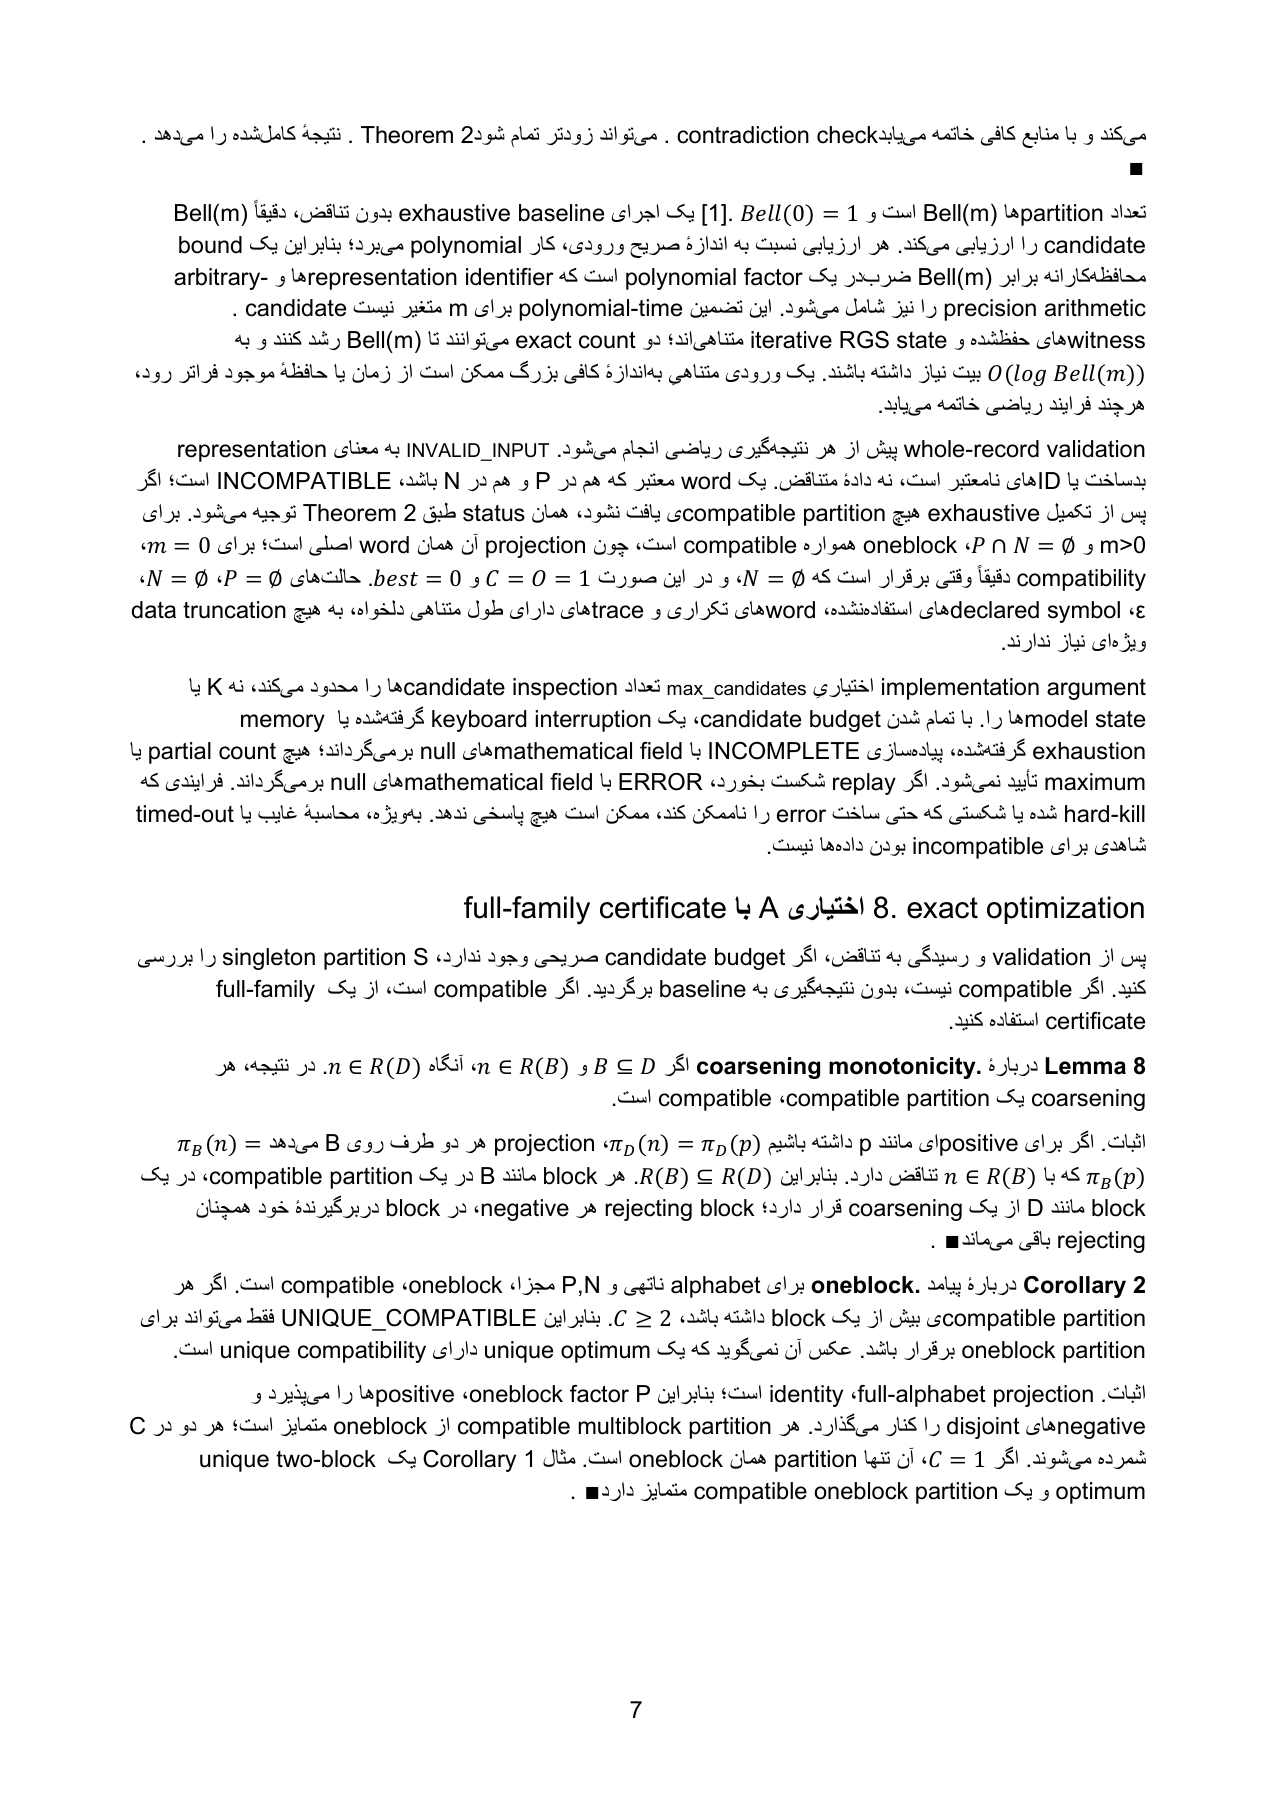 می‌کند و با منابع کافی خاتمه می‌یابدcontradiction check . می‌تواند زودتر تمام شودTheorem 2 . نتیجهٔ کامل‌شده را می‌دهد .
■
تعداد partitionها Bell(m) است و Bell(0) = 1 .[1] یک اجرای exhaustive baseline بدون تناقض، دقیقاً Bell(m)
candidate را ارزیابی می‌کند. هر ارزیابی نسبت به اندازهٔ صریح ورودی، کار polynomial می‌برد؛ بنابراین یک bound
محافظه‌کارانه برابر Bell(m) ضرب‌در یک polynomial factor است که representation identifierها و arbitrary-
precision arithmetic را نیز شامل می‌شود. این تضمین polynomial-time برای m متغیر نیست candidate .
witnessهای حفظ‌شده و iterative RGS state متناهی‌اند؛ دو exact count می‌توانند تا Bell(m) رشد کنند و به
O(log Bell(m)) بیت نیاز داشته باشند. یک ورودی متناهیِ به‌اندازهٔ کافی بزرگ ممکن است از زمان یا حافظهٔ موجود فراتر رود،
هرچند فرایند ریاضی خاتمه می‌یابد.
whole-record validation پیش از هر نتیجه‌گیری ریاضی انجام می‌شود. INVALID_INPUT به معنای representation
بدساخت یا IDهای نامعتبر است، نه دادهٔ متناقض. یک word معتبر که هم در P و هم در N باشد، INCOMPATIBLE است؛ اگر
پس از تکمیل exhaustive هیچ compatible partitionی یافت نشود، همان status طبق Theorem 2 توجیه می‌شود. برای
m>0 و P ∩ N = ∅، oneblock همواره compatible است، چون projection آن همان word اصلی است؛ برای m = 0،
compatibility دقیقاً وقتی برقرار است که N = ∅، و در این صورت C = O = 1 و best = 0. حالت‌های P = ∅، N = ∅،
ε، declared symbolهای استفاده‌نشده، wordهای تکراری و traceهای دارای طول متناهی دلخواه، به هیچ data truncation
ویژه‌ای نیاز ندارند.
implementation argument اختیاریِ max_candidates تعداد candidate inspectionها را محدود می‌کند، نه K یا
model stateها را. با تمام شدن candidate budget، یک keyboard interruption گرفته‌شده یا memory
exhaustion گرفته‌شده، پیاده‌سازی INCOMPLETE با mathematical fieldهای null برمی‌گرداند؛ هیچ partial count یا
maximum تأیید نمی‌شود. اگر replay شکست بخورد، ERROR با mathematical fieldهای null برمی‌گرداند. فرایندی که
hard-kill شده یا شکستی که حتی ساخت error را ناممکن کند، ممکن است هیچ پاسخی ندهد. به‌ویژه، محاسبهٔ غایب یا timed-out
شاهدی برای incompatible بودن داده‌ها نیست.
8. exact optimization اختیاری A با full-family certificate
پس از validation و رسیدگی به تناقض، اگر candidate budget صریحی وجود ندارد، singleton partition S را بررسی
کنید. اگر compatible نیست، بدون نتیجه‌گیری به baseline برگردید. اگر compatible است، از یک full-family
certificate استفاده کنید.
Lemma 8 دربارهٔ coarsening monotonicity. اگر B ⊆ D و n ∈ R(B)، آنگاه n ∈ R(D). در نتیجه، هر
coarsening یک compatible partition، compatible است.
اثبات. اگر برای positiveای مانند p داشته باشیم π_D(n) = π_D(p)، projection هر دو طرف روی B می‌دهد π_B(n) =
π_B(p) که با n ∈ R(B) تناقض دارد. بنابراین R(B) ⊆ R(D). هر block مانند B در یک compatible partition، در یک
block مانند D از یک coarsening قرار دارد؛ rejecting block هر negative، در block دربرگیرندهٔ خود همچنان
rejecting باقی می‌ماند■ .
Corollary 2 دربارهٔ پیامد oneblock. برای alphabet ناتهی و P,N مجزا، oneblock، compatible است. اگر هر
compatible partitionی بیش از یک block داشته باشد، C ≥ 2. بنابراین UNIQUE_COMPATIBLE فقط می‌تواند برای
oneblock partition برقرار باشد. عکس آن نمی‌گوید که یک unique optimum دارای unique compatibility است.
اثبات. full-alphabet projection، identity است؛ بنابراین oneblock factor P، positiveها را می‌پذیرد و
negativeهای disjoint را کنار می‌گذارد. هر compatible multiblock partition از oneblock متمایز است؛ هر دو در C
شمرده می‌شوند. اگر C = 1، آن تنها partition همان oneblock است. مثال Corollary 1 یک unique two-block
optimum و یک compatible oneblock partition متمایز دارد■ .
7